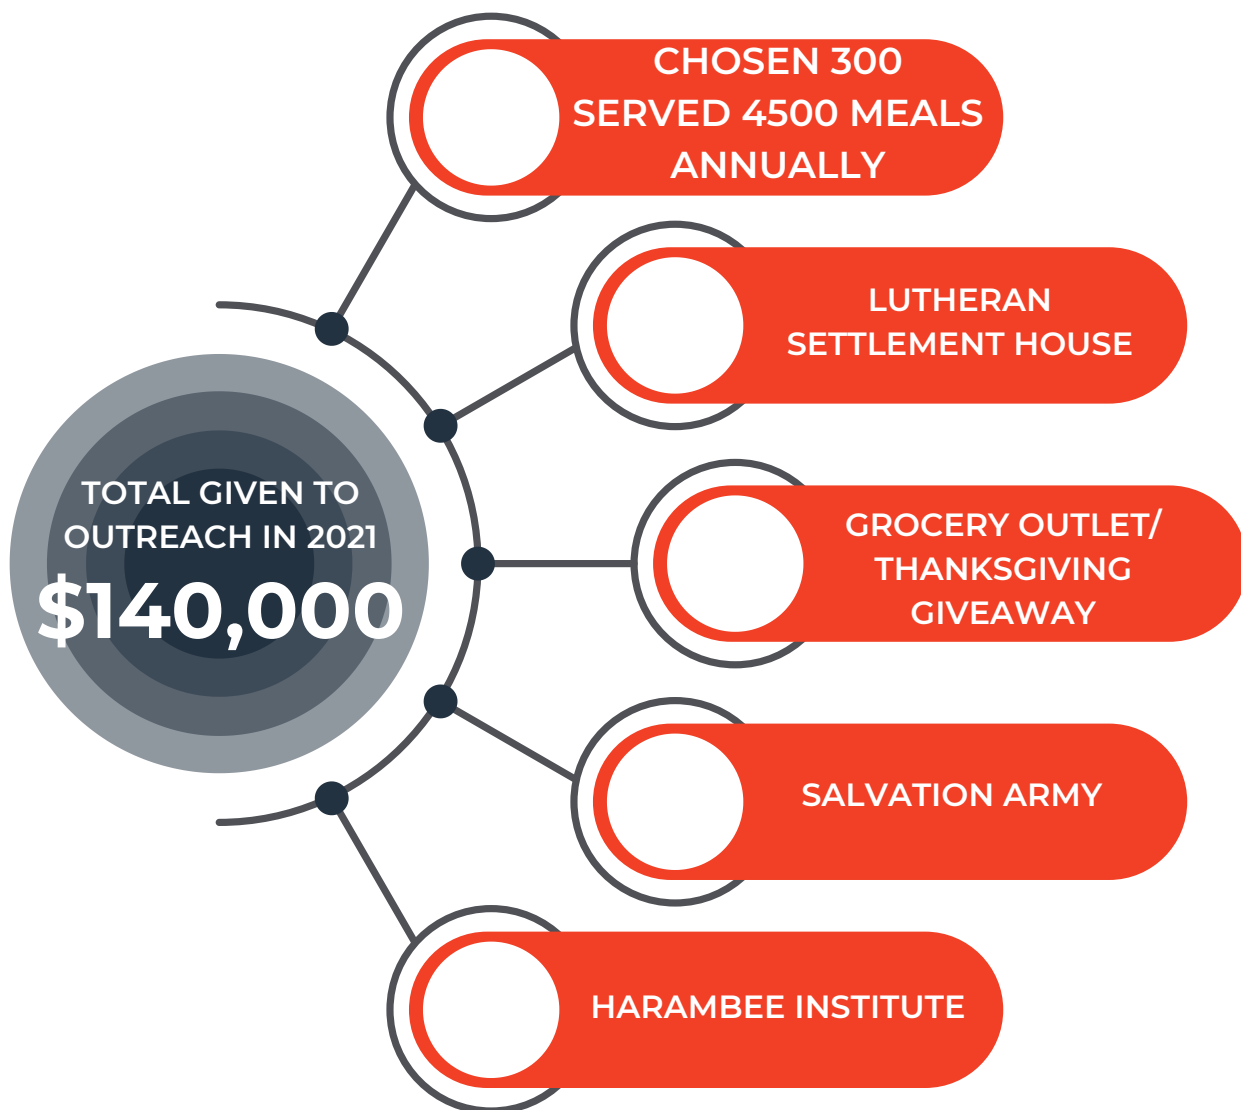 CHOSEN 300
SERVED 4500 MEALS
ANNUALLY
LUTHERAN
SETTLEMENT HOUSE
TOTAL GIVEN TO
OUTREACH IN 2021
$140,000
GROCERY OUTLET/
THANKSGIVING
GIVEAWAY
SALVATION ARMY
HARAMBEE INSTITUTE